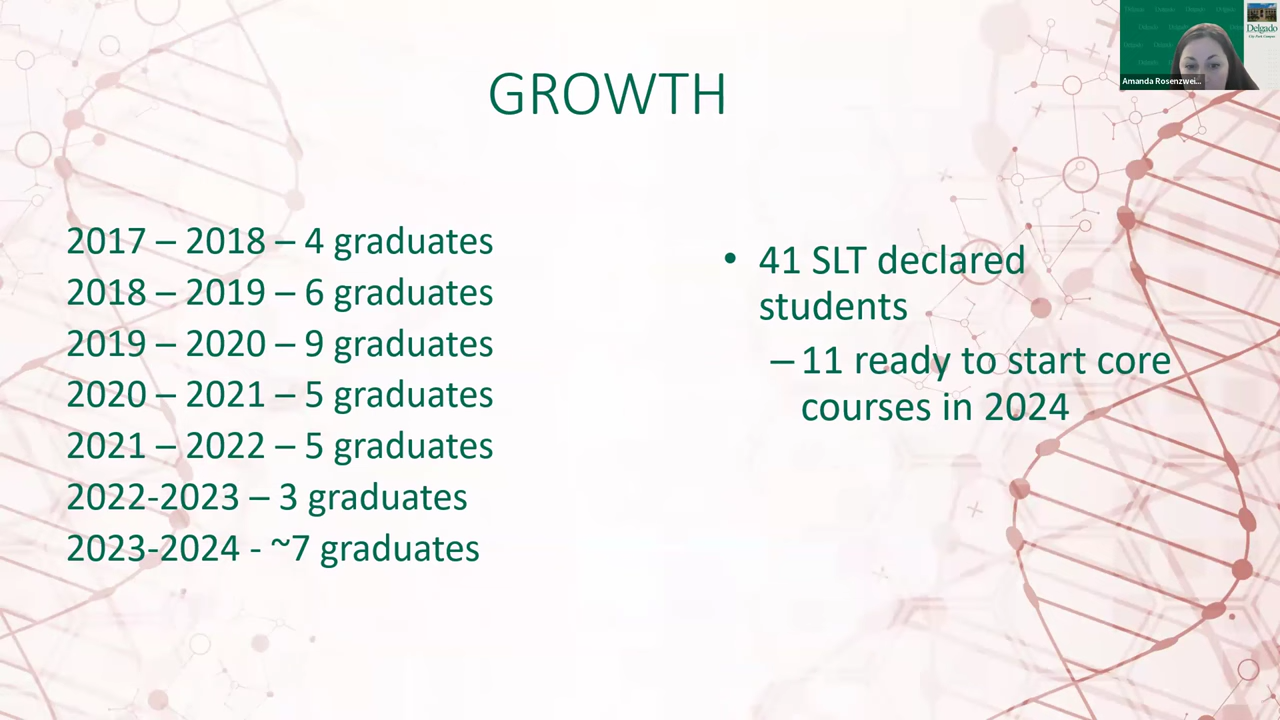 GROWTH
2017 – 2018 – 4 graduates
2018 – 2019 – 6 graduates
2019 – 2020 – 9 graduates
2020 – 2021 – 5 graduates
2021 – 2022 – 5 graduates
2022-2023 – 3 graduates
2023-2024 - ~7 graduates
• 41 SLT declared
students
– 11 ready to start core
courses in 2024
Delgado
Amanda Rosenzwei...